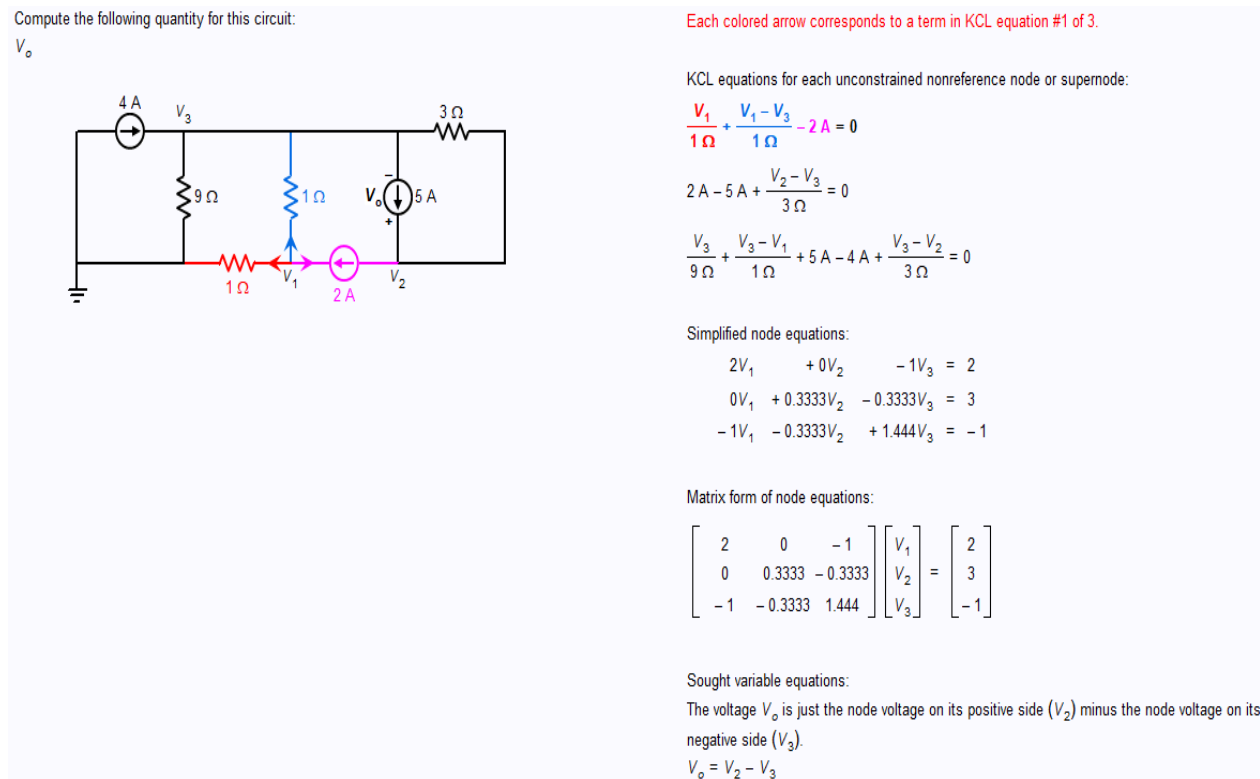 Compute the following quantity for this circuit:
Vₒ
4 A
V₃
3 Ω
9 Ω
1 Ω
Vₒ
−
+
5 A
1 Ω
V₁
2 A
V₂
Each colored arrow corresponds to a term in KCL equation #1 of 3.
KCL equations for each unconstrained nonreference node or supernode:
V₁/1 Ω + (V₁ − V₃)/1 Ω − 2 A = 0
2 A − 5 A + (V₂ − V₃)/3 Ω = 0
V₃/9 Ω + (V₃ − V₁)/1 Ω + 5 A − 4 A + (V₃ − V₂)/3 Ω = 0
Simplified node equations:
2V₁ + 0V₂ − 1V₃ = 2
0V₁ + 0.3333V₂ − 0.3333V₃ = 3
− 1V₁ − 0.3333V₂ + 1.444V₃ = − 1
Matrix form of node equations:
2 0 − 1 V₁ 2
0 0.3333 − 0.3333 V₂ = 3
− 1 − 0.3333 1.444 V₃ − 1
Sought variable equations:
The voltage Vₒ is just the node voltage on its positive side (V₂) minus the node voltage on its
negative side (V₃).
Vₒ = V₂ − V₃